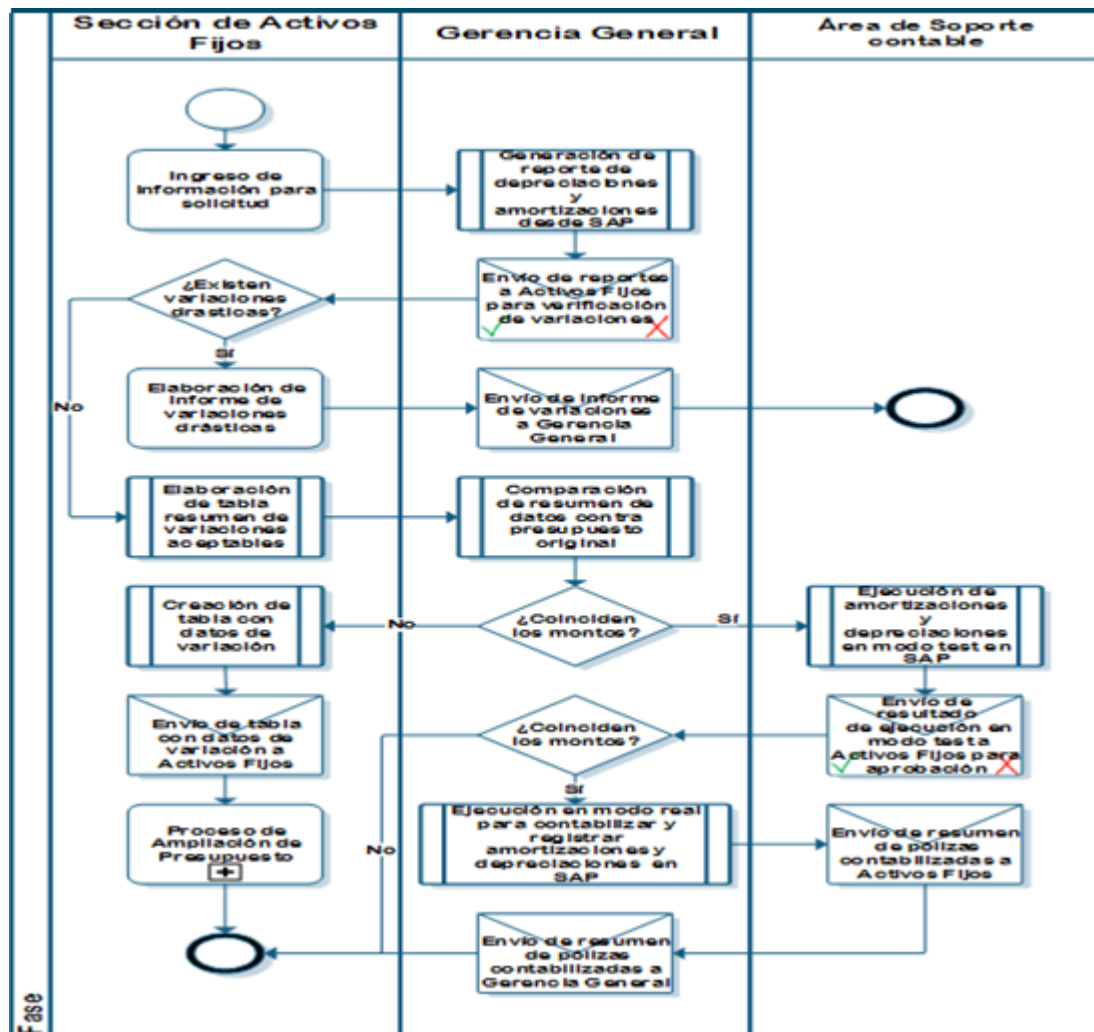 Sección de Activos
Fijos
Gerencia General
Área de Soporte
contable
Ingreso de
Información para
solicitud
Generación de
reporte de
depreciaciones
y
amortizaciones
desde SAP
¿Existen
variaciones
drasticas?
Envío de reportes
a Activos Fijos
para verificación
de variaciones
Sí
No
Elaboración de
Informe de
variaciones
drásticas
Envío de Informe
de variaciones
a Gerencia
General
Elaboración
de tabla
resumen de
variaciones
aceptables
Comparación
de resumen de
datos contra
presupuesto
original
Creación de
tabla con
datos de
variación
No
¿Coinciden
los montos?
Sí
Ejecución de
amortizaciones
y
depreciaciones
en modo test en
SAP
Envío de tabla
con datos de
variación a
Activos Fijos
¿Coinciden
los montos?
Envío de
resultado
de ejecución en
modo test a
Activos Fijos para
aprobación
Sí
No
Proceso de
Ampliación de
Presupuesto
Ejecución en modo real
para contabilizar y
registrar
amortizaciones y
depreciaciones en
SAP
Envío de resumen
de pólizas
contabilizadas a
Activos Fijos
Envío de resumen
de pólizas
contabilizadas a
Gerencia General
Fase